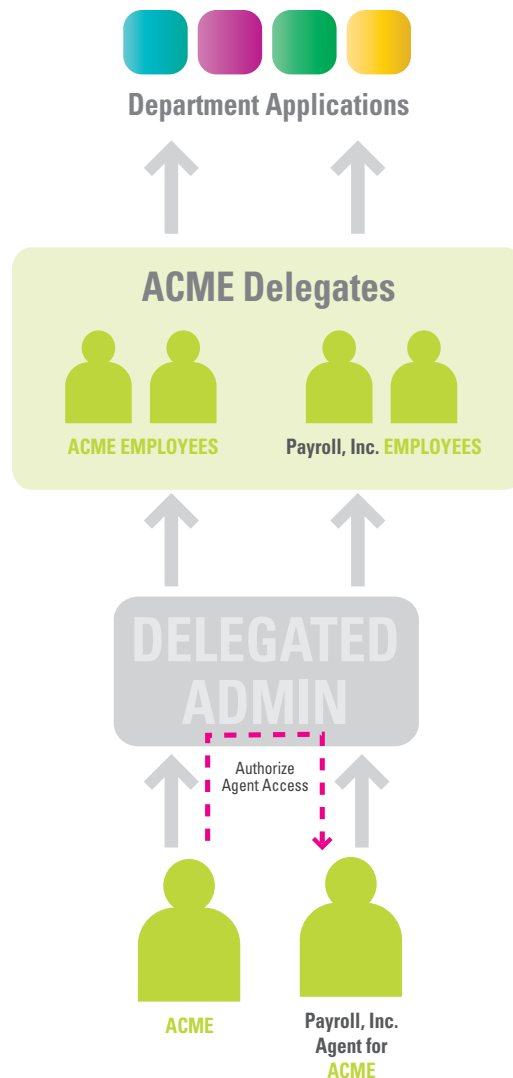 Department Applications
ACME Delegates
ACME EMPLOYEES
Payroll, Inc. EMPLOYEES
DELEGATED
ADMIN
Authorize
Agent Access
ACME
Payroll, Inc.
Agent for
ACME